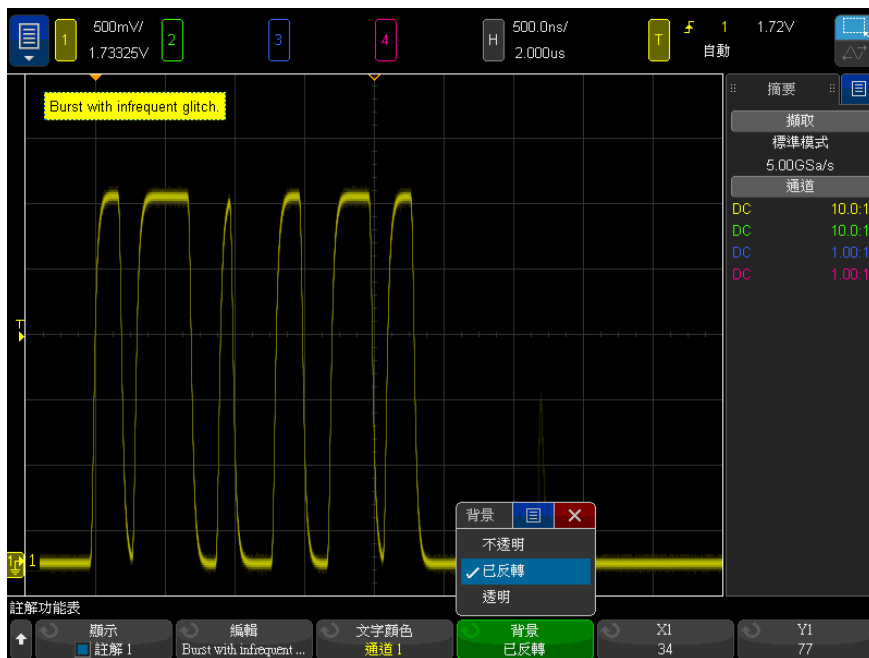 1
500mV/
1.73325V
2
3
4
H
500.0ns/
2.000us
T
1
1.72V
自動
Burst with infrequent glitch.
摘要
擷取
標準模式
5.00GSa/s
通道
DC 10.0:1
DC 10.0:1
DC 1.00:1
DC 1.00:1
T
1
背景
不透明
已反轉
透明
註解功能表
顯示
註解 1
編輯
Burst with infrequent ...
文字顏色
通道 1
背景
已反轉
X1
34
Y1
77